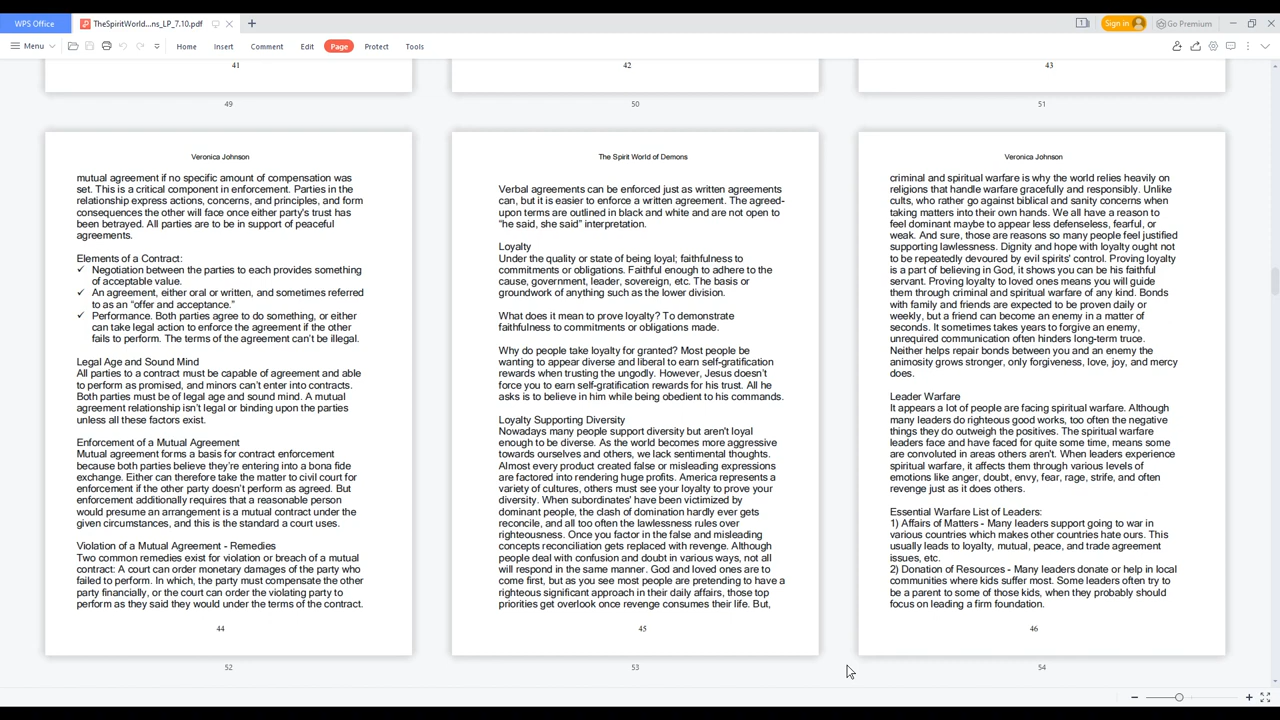 WPS Office
TheSpiritWorld...ns_LP_7.10.pdf
Sign in
Go Premium
Menu
Home
Insert
Comment
Edit
Page
Protect
Tools
41
42
43
49
50
51
Veronica Johnson
mutual agreement if no specific amount of compensation was
set. This is a critical component in enforcement. Parties in the
relationship express actions, concerns, and principles, and form
consequences the other will face once either party's trust has
been betrayed. All parties are to be in support of peaceful
agreements.
Elements of a Contract:
✓ Negotiation between the parties to each provides something
of acceptable value.
✓ An agreement, either oral or written, and sometimes referred
to as an “offer and acceptance.”
✓ Performance. Both parties agree to do something, or either
can take legal action to enforce the agreement if the other
fails to perform. The terms of the agreement can’t be illegal.
Legal Age and Sound Mind
All parties to a contract must be capable of agreement and able
to perform as promised, and minors can’t enter into contracts.
Both parties must be of legal age and sound mind. A mutual
agreement relationship isn’t legal or binding upon the parties
unless all these factors exist.
Enforcement of a Mutual Agreement
Mutual agreement forms a basis for contract enforcement
because both parties believe they’re entering into a bona fide
exchange. Either can therefore take the matter to civil court for
enforcement if the other party doesn’t perform as agreed. But
enforcement additionally requires that a reasonable person
would presume an arrangement is a mutual contract under the
given circumstances, and this is the standard a court uses.
Violation of a Mutual Agreement - Remedies
Two common remedies exist for violation or breach of a mutual
contract: A court can order monetary damages of the party who
failed to perform. In which, the party must compensate the other
party financially, or the court can order the violating party to
perform as they said they would under the terms of the contract.
44
52
The Spirit World of Demons
Verbal agreements can be enforced just as written agreements
can, but it is easier to enforce a written agreement. The agreed-
upon terms are outlined in black and white and are not open to
“he said, she said” interpretation.
Loyalty
Under the quality or state of being loyal; faithfulness to
commitments or obligations. Faithful enough to adhere to the
cause, government, leader, sovereign, etc. The basis or
groundwork of anything such as the lower division.
What does it mean to prove loyalty? To demonstrate
faithfulness to commitments or obligations made.
Why do people take loyalty for granted? Most people be
wanting to appear diverse and liberal to earn self-gratification
rewards when trusting the ungodly. However, Jesus doesn’t
force you to earn self-gratification rewards for his trust. All he
asks is to believe in him while being obedient to his commands.
Loyalty Supporting Diversity
Nowadays many people support diversity but aren't loyal
enough to be diverse. As the world becomes more aggressive
towards ourselves and others, we lack sentimental thoughts.
Almost every product created false or misleading expressions
are factored into rendering huge profits. America represents a
variety of cultures, others must see your loyalty to prove your
diversity. When subordinates' have been victimized by
dominant people, the clash of domination hardly ever gets
reconcile, and all too often the lawlessness rules over
righteousness. Once you factor in the false and misleading
concepts reconciliation gets replaced with revenge. Although
people deal with confusion and doubt in various ways, not all
will respond in the same manner. God and loved ones are to
come first, but as you see most people are pretending to have a
righteous significant approach in their daily affairs, those top
priorities get overlook once revenge consumes their life. But,
45
53
Veronica Johnson
criminal and spiritual warfare is why the world relies heavily on
religions that handle warfare gracefully and responsibly. Unlike
cults, who rather go against biblical and sanity concerns when
taking matters into their own hands. We all have a reason to
feel dominant maybe to appear less defenseless, fearful, or
weak. And sure, those are reasons so many people feel justified
supporting lawlessness. Dignity and hope with loyalty ought not
to be repeatedly devoured by evil spirits' control. Proving loyalty
is a part of believing in God, it shows you can be his faithful
servant. Proving loyalty to loved ones means you will guide
them through criminal and spiritual warfare of any kind. Bonds
with family and friends are expected to be proven daily or
weekly, but a friend can become an enemy in a matter of
seconds. It sometimes takes years to forgive an enemy,
unrequired communication often hinders long-term truce.
Neither helps repair bonds between you and an enemy the
animosity grows stronger, only forgiveness, love, joy, and mercy
does.
Leader Warfare
It appears a lot of people are facing spiritual warfare. Although
many leaders do righteous good works, too often the negative
things they do outweigh the positives. The spiritual warfare
leaders face and have faced for quite some time, means some
are convoluted in areas others aren't. When leaders experience
spiritual warfare, it affects them through various levels of
emotions like anger, doubt, envy, fear, rage, strife, and often
revenge just as it does others.
Essential Warfare List of Leaders:
1) Affairs of Matters - Many leaders support going to war in
various countries which makes other countries hate ours. This
usually leads to loyalty, mutual, peace, and trade agreement
issues, etc.
2) Donation of Resources - Many leaders donate or help in local
communities where kids suffer most. Some leaders often try to
be a parent to some of those kids, when they probably should
focus on leading a firm foundation.
46
54